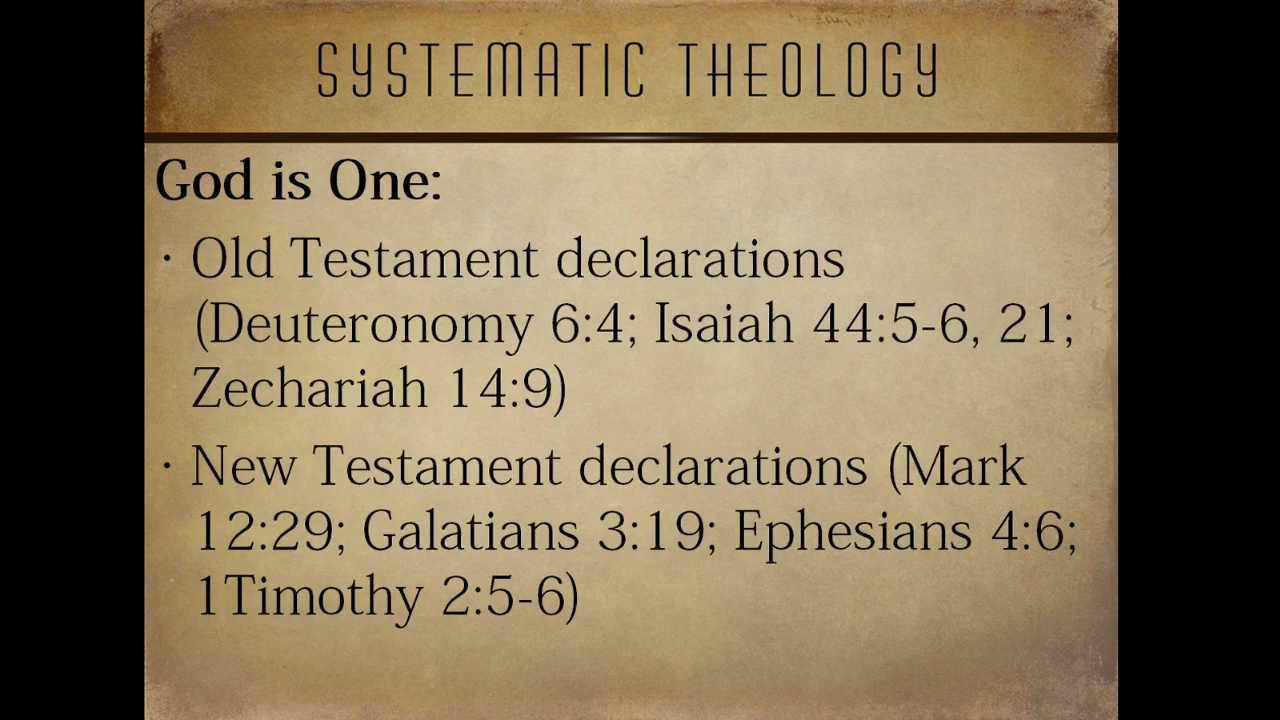 SYSTEMATIC THEOLOGY
God is One:
· Old Testament declarations
(Deuteronomy 6:4; Isaiah 44:5-6, 21;
Zechariah 14:9)
· New Testament declarations (Mark
12:29; Galatians 3:19; Ephesians 4:6;
1Timothy 2:5-6)